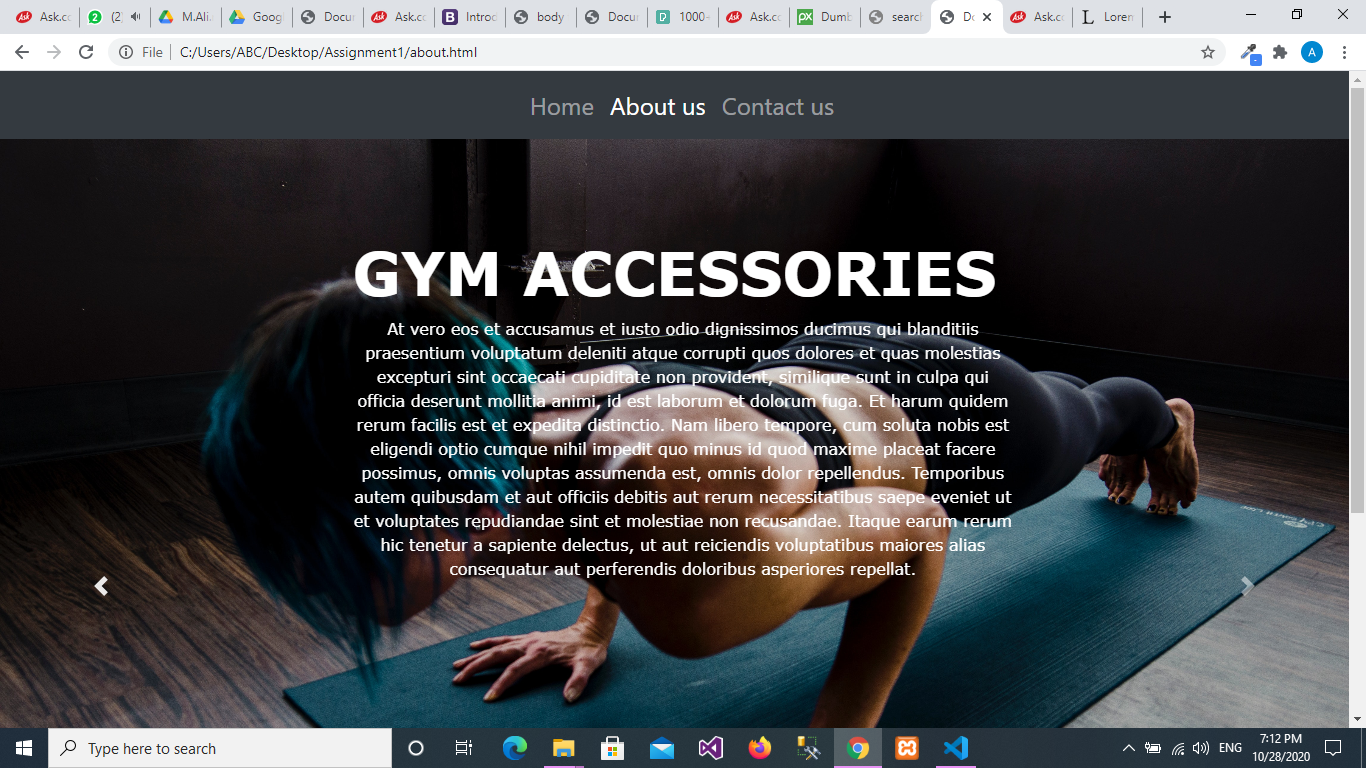 Ask.co
(2)
M.Ali
Goog
Docur
Ask.co
Introd
body
Docur
1000+
Ask.co
Dumb
search
Do
Ask.co
Loren
File
C:/Users/ABC/Desktop/Assignment1/about.html
A
Home About us Contact us
GYM ACCESSORIES
At vero eos et accusamus et iusto odio dignissimos ducimus qui blanditiis
praesentium voluptatum deleniti atque corrupti quos dolores et quas molestias
excepturi sint occaecati cupiditate non provident, similique sunt in culpa qui
officia deserunt mollitia animi, id est laborum et dolorum fuga. Et harum quidem
rerum facilis est et expedita distinctio. Nam libero tempore, cum soluta nobis est
eligendi optio cumque nihil impedit quo minus id quod maxime placeat facere
possimus, omnis voluptas assumenda est, omnis dolor repellendus. Temporibus
autem quibusdam et aut officiis debitis aut rerum necessitatibus saepe eveniet ut
et voluptates repudiandae sint et molestiae non recusandae. Itaque earum rerum
hic tenetur a sapiente delectus, ut aut reiciendis voluptatibus maiores alias
consequatur aut perferendis doloribus asperiores repellat.
Type here to search
ENG
7:12 PM
10/28/2020